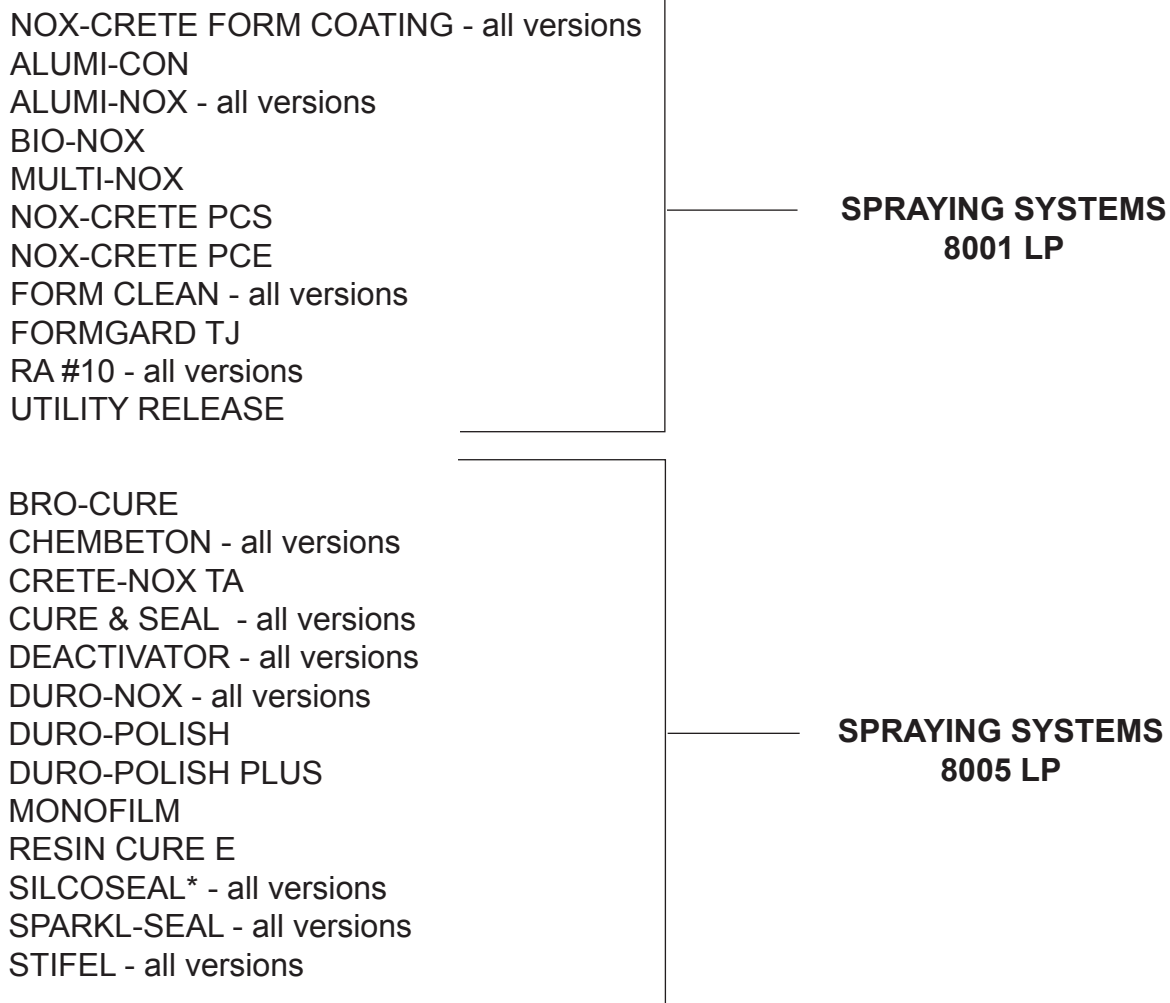 NOX-CRETE FORM COATING - all versions
ALUMI-CON
ALUMI-NOX - all versions
BIO-NOX
MULTI-NOX
NOX-CRETE PCS
NOX-CRETE PCE
FORM CLEAN - all versions
FORMGARD TJ
RA #10 - all versions
UTILITY RELEASE
SPRAYING SYSTEMS
8001 LP
BRO-CURE
CHEMBETON - all versions
CRETE-NOX TA
CURE & SEAL  - all versions
DEACTIVATOR - all versions
DURO-NOX - all versions
DURO-POLISH
DURO-POLISH PLUS
MONOFILM
RESIN CURE E
SILCOSEAL* - all versions
SPARKL-SEAL - all versions
STIFEL - all versions
SPRAYING SYSTEMS
8005 LP